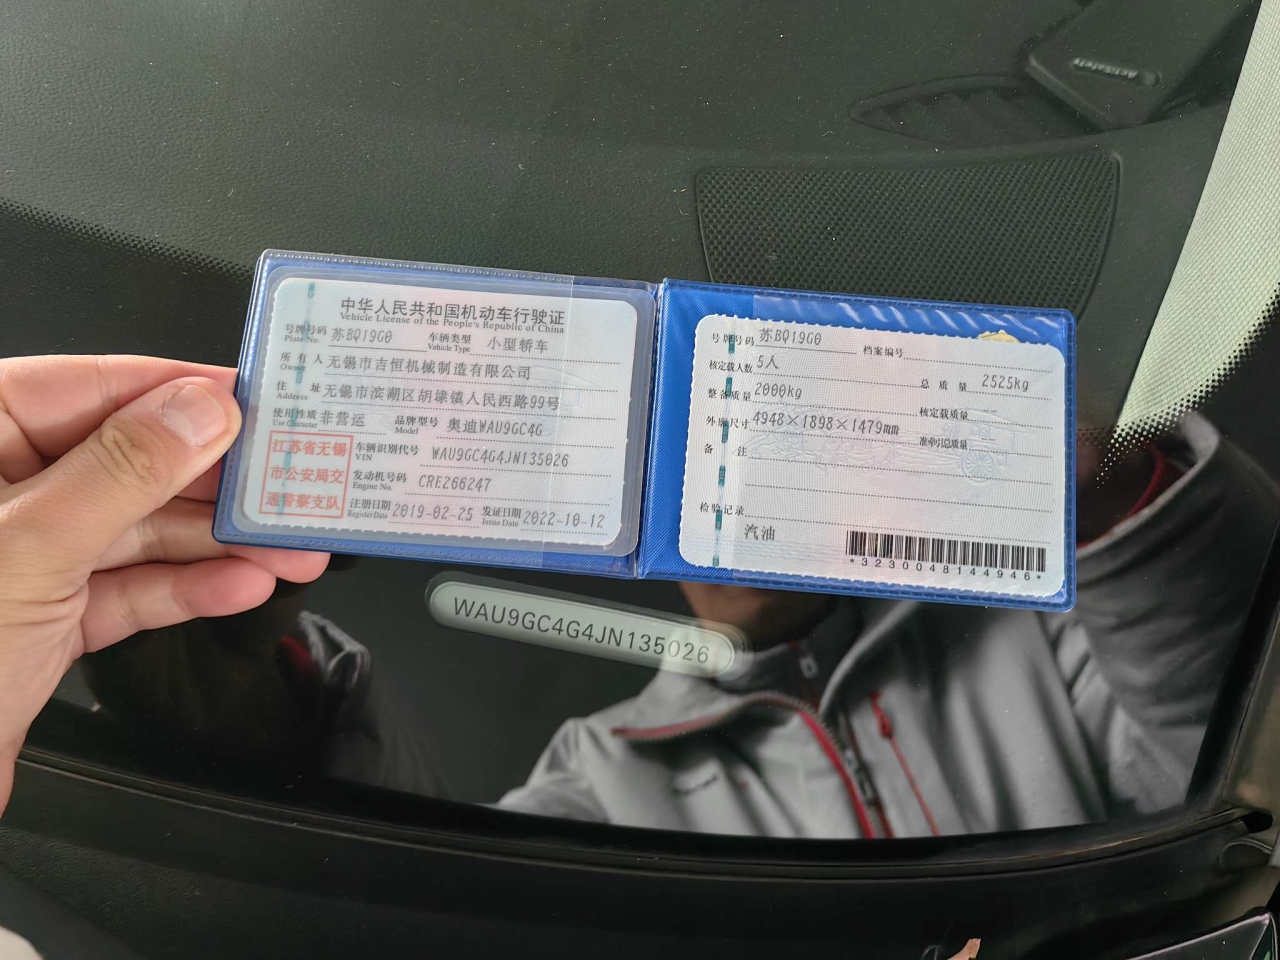 ActiSafety
中华人民共和国机动车行驶证
Vehicle License of the People's Republic of China
号牌号码 苏BQ19G0 车辆类型 小型轿车
Plate No. Vehicle Type
所有人 无锡市吉恒机械制造有限公司
Owner
住址 无锡市滨湖区胡埭镇人民西路99号
Address
使用性质 非营运 品牌型号 奥迪WAU9GC4G
Use Character Model
江苏省无锡
市公安局交
通警察支队
车辆识别代号 WAU9GC4G4JN135026
VIN
发动机号码 CRE266247
Engine No.
注册日期 2019-02-25 发证日期 2022-10-12
Register Date Issue Date
号牌号码 苏BQ19G0 档案编号
核定载人数 5人 总质量 2525kg
整备质量 2000kg 核定载质量 --
外廓尺寸 4948×1898×1479mm 准牵引总质量
备注
检验记录
汽油
*3230048144946*
WAU9GC4G4JN135026